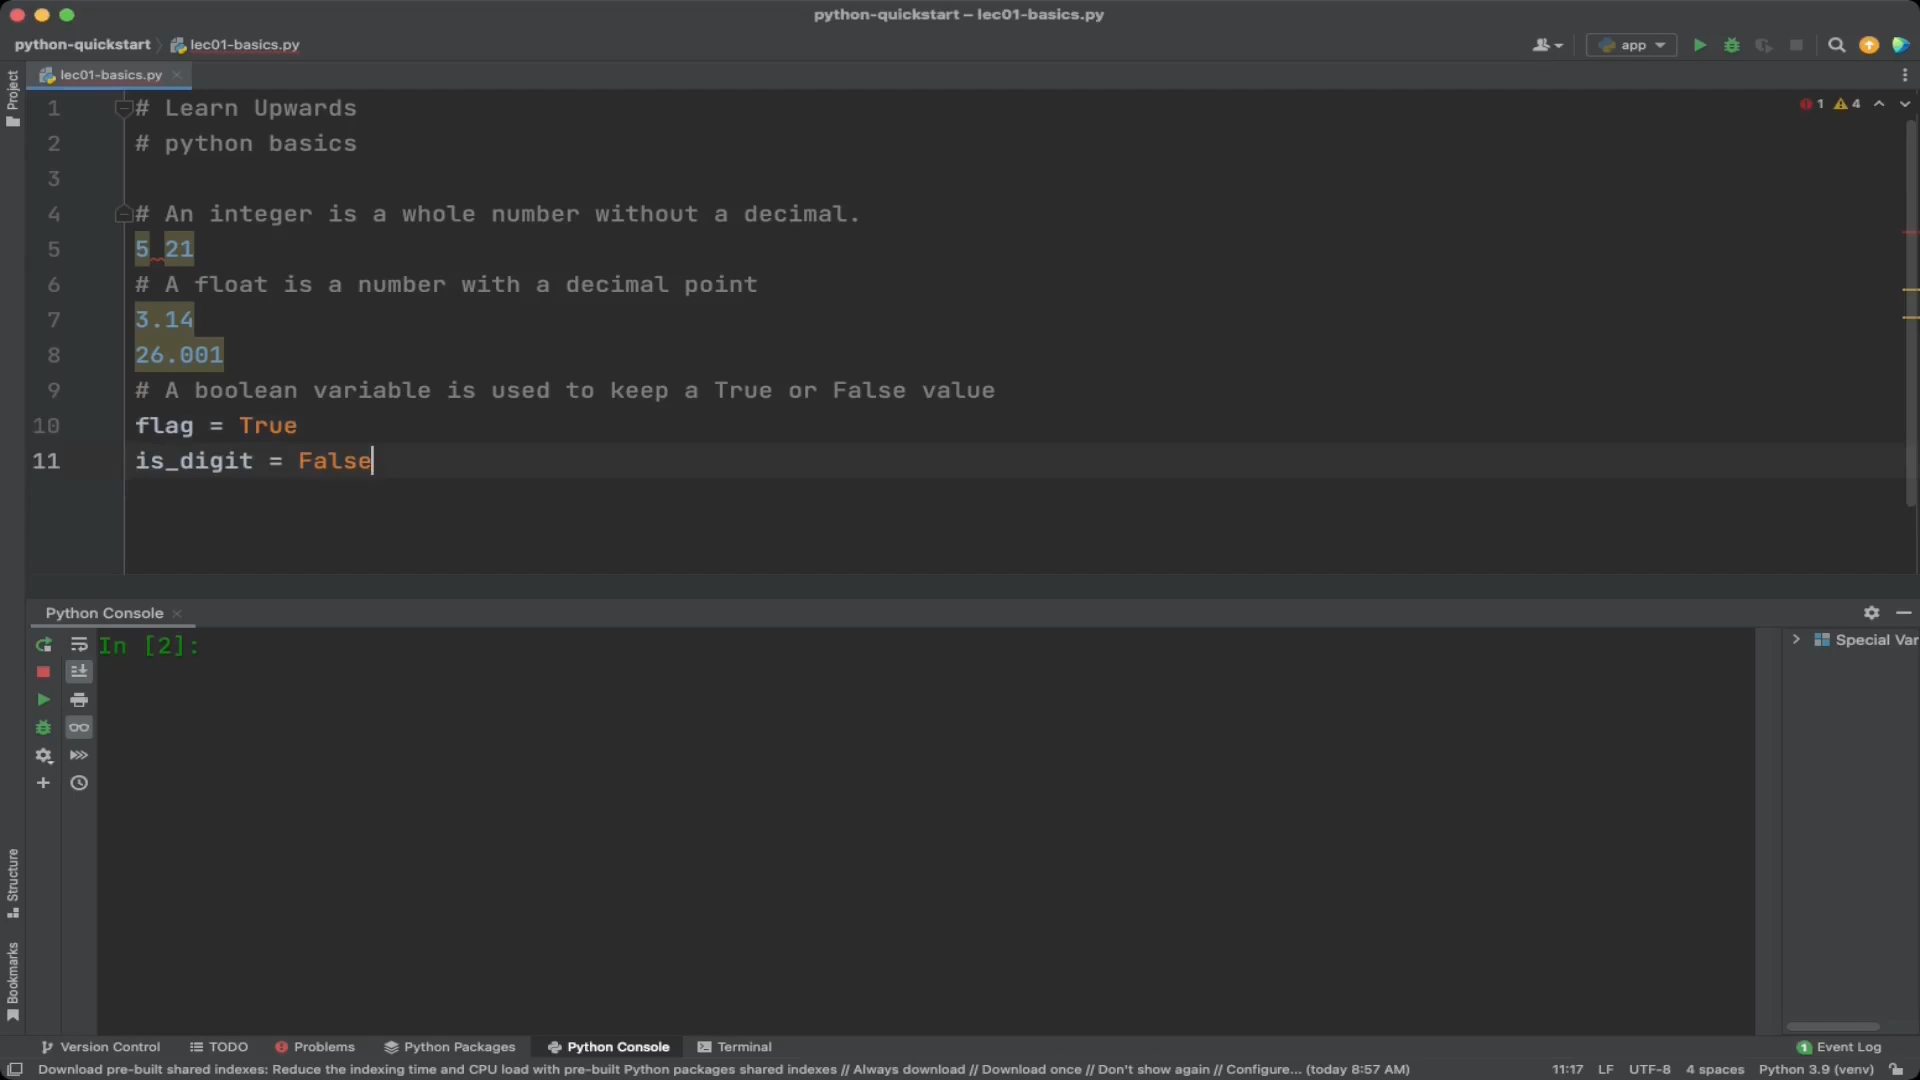 python-quickstart – lec01-basics.py
python-quickstart
lec01-basics.py
app
lec01-basics.py
Project
1 # Learn Upwards
2 # python basics
3
4 # An integer is a whole number without a decimal.
5 5 21
6 # A float is a number with a decimal point
7 3.14
8 26.001
9 # A boolean variable is used to keep a True or False value
10 flag = True
11 is_digit = False
1 4
Python Console
In [2]:
Special Var
Structure
Bookmarks
Version Control TODO Problems Python Packages Python Console Terminal
1 Event Log
Download pre-built shared indexes: Reduce the indexing time and CPU load with pre-built Python packages shared indexes // Always download // Download once // Don't show again // Configure... (today 8:57 AM)
11:17 LF UTF-8 4 spaces Python 3.9 (venv)